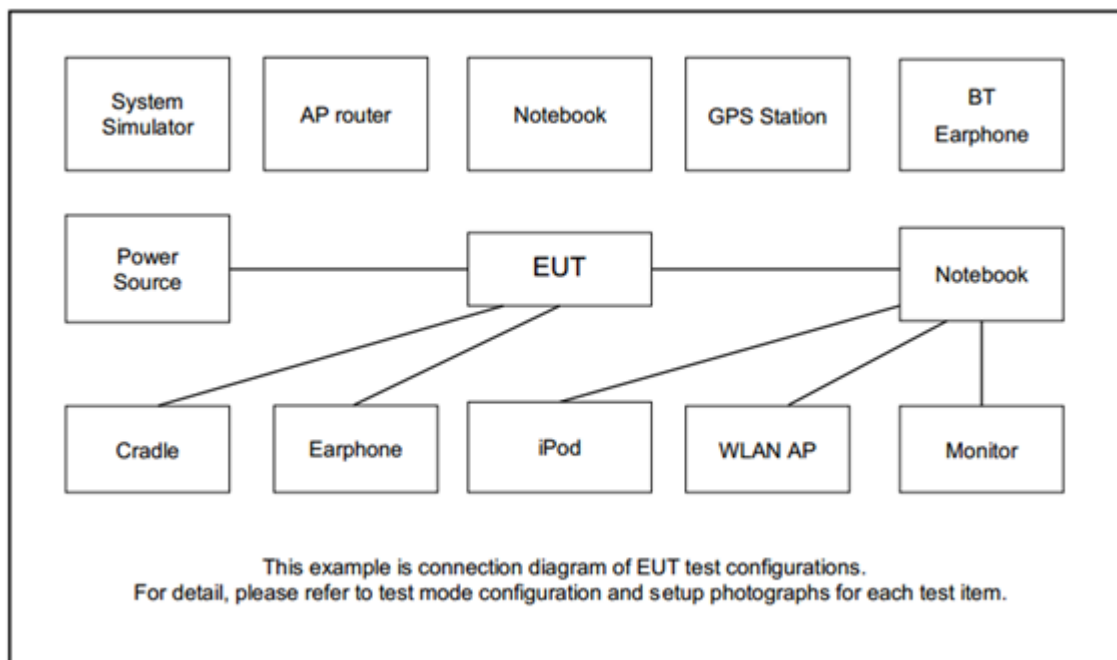 System
Simulator
AP router
Notebook
GPS Station
BT
Earphone
Power
Source
EUT
Notebook
Cradle
Earphone
iPod
WLAN AP
Monitor
This example is connection diagram of EUT test configurations.
For detail, please refer to test mode configuration and setup photographs for each test item.